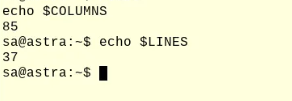 echo $COLUMNS
85
sa@astra:~$ echo $LINES
37
sa@astra:~$